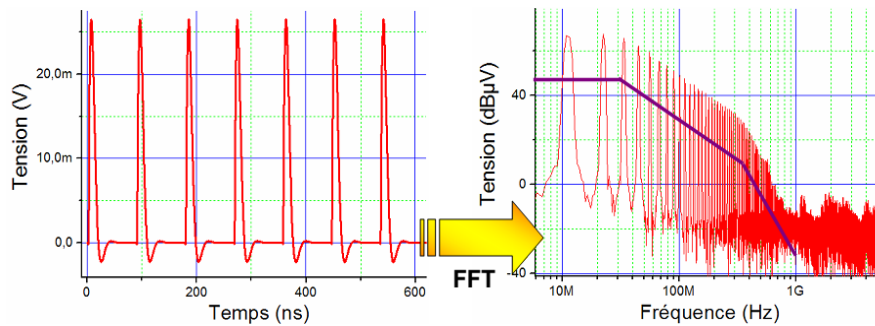 Tension (V)
20,0m
10,0m
0,0
0
200
400
600
Temps (ns)
FFT
Tension (dBµV)
40
0
-40
10M
100M
1G
Fréquence (Hz)